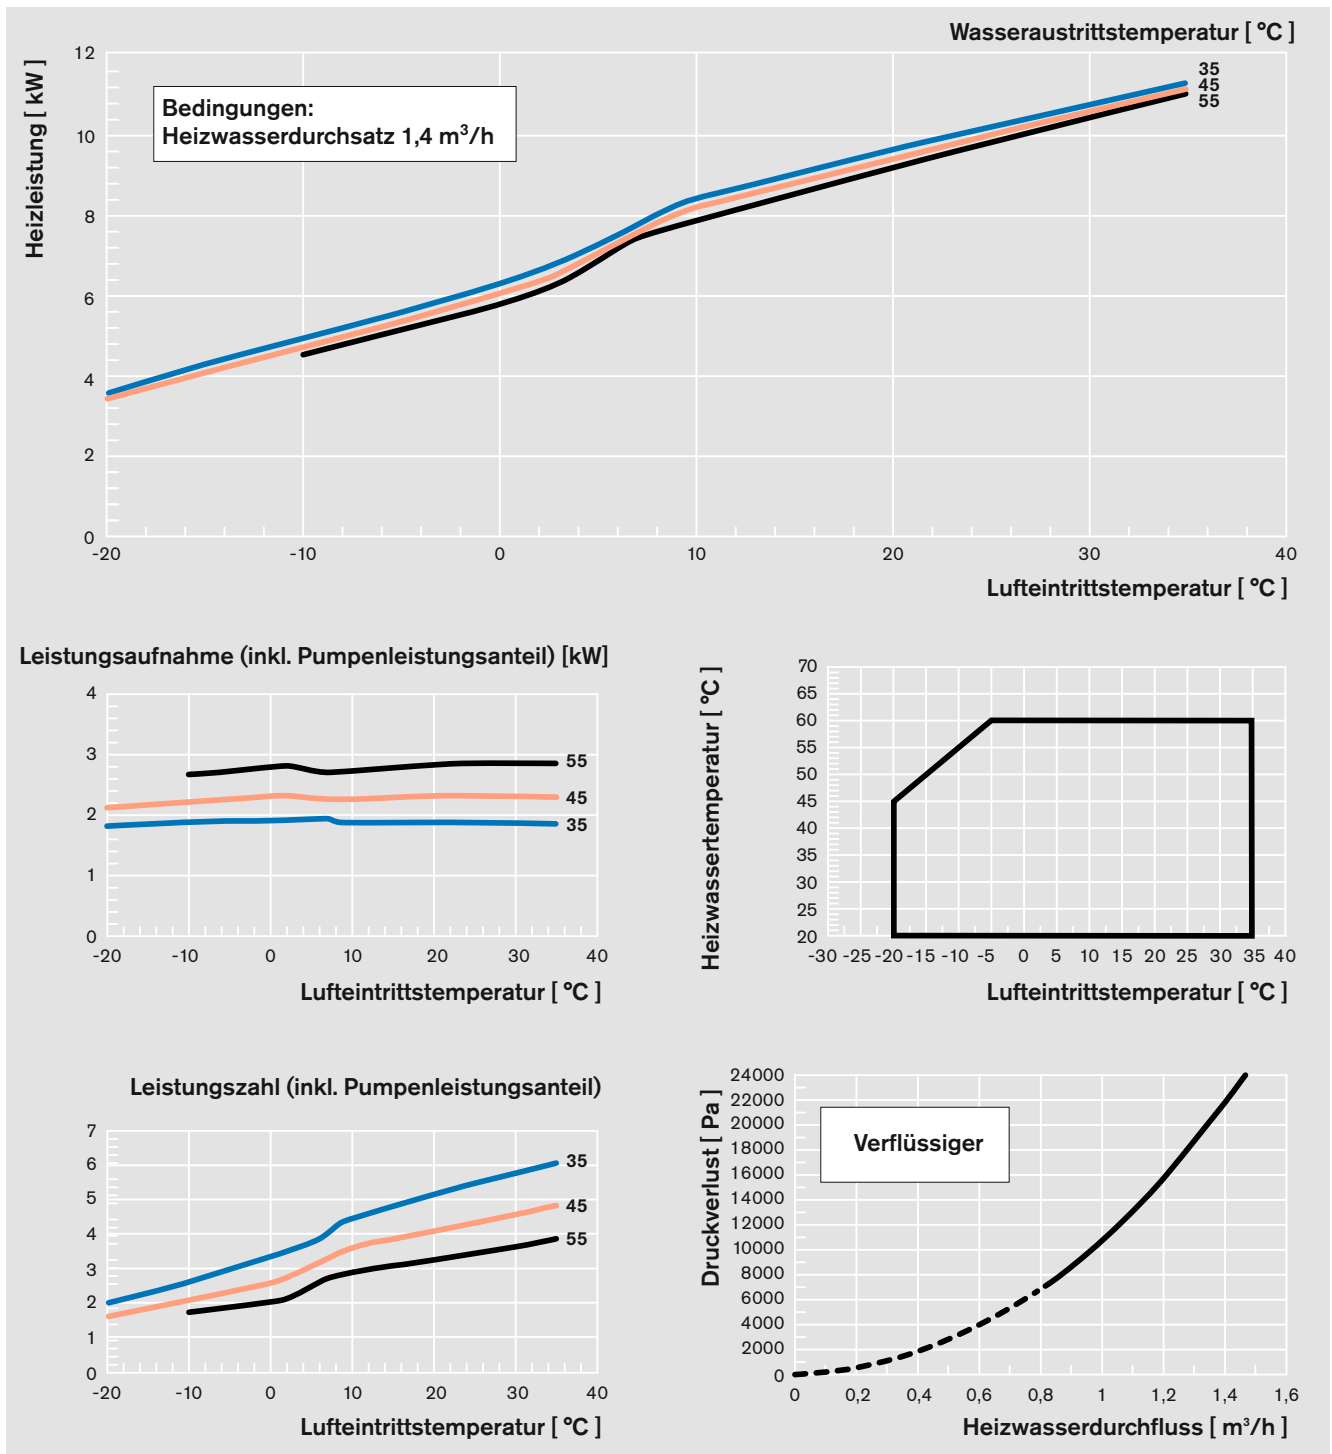 Wasseraustrittstemperatur [ °C ]
Heizleistung [ kW ]
12
10
8
6
4
2
0
Bedingungen:
Heizwasserdurchsatz 1,4 m³/h
35
45
55
-20 -10 0 10 20 30 40
Lufteintrittstemperatur [ °C ]
Leistungsaufnahme (inkl. Pumpenleistungsanteil) [kW]
4
3
2
1
0
55
45
35
-20 -10 0 10 20 30 40
Lufteintrittstemperatur [ °C ]
Heizwassertemperatur [ °C ]
70
65
60
55
50
45
40
35
30
25
20
-30 -25 -20 -15 -10 -5 0 5 10 15 20 25 30 35 40
Lufteintrittstemperatur [ °C ]
Leistungszahl (inkl. Pumpenleistungsanteil)
7
6
5
4
3
2
1
0
35
45
55
-20 -10 0 10 20 30 40
Lufteintrittstemperatur [ °C ]
Druckverlust [ Pa ]
24000
22000
20000
18000
16000
14000
12000
10000
8000
6000
4000
2000
0
Verflüssiger
0 0,2 0,4 0,6 0,8 1 1,2 1,4 1,6
Heizwasserdurchfluss [ m³/h ]